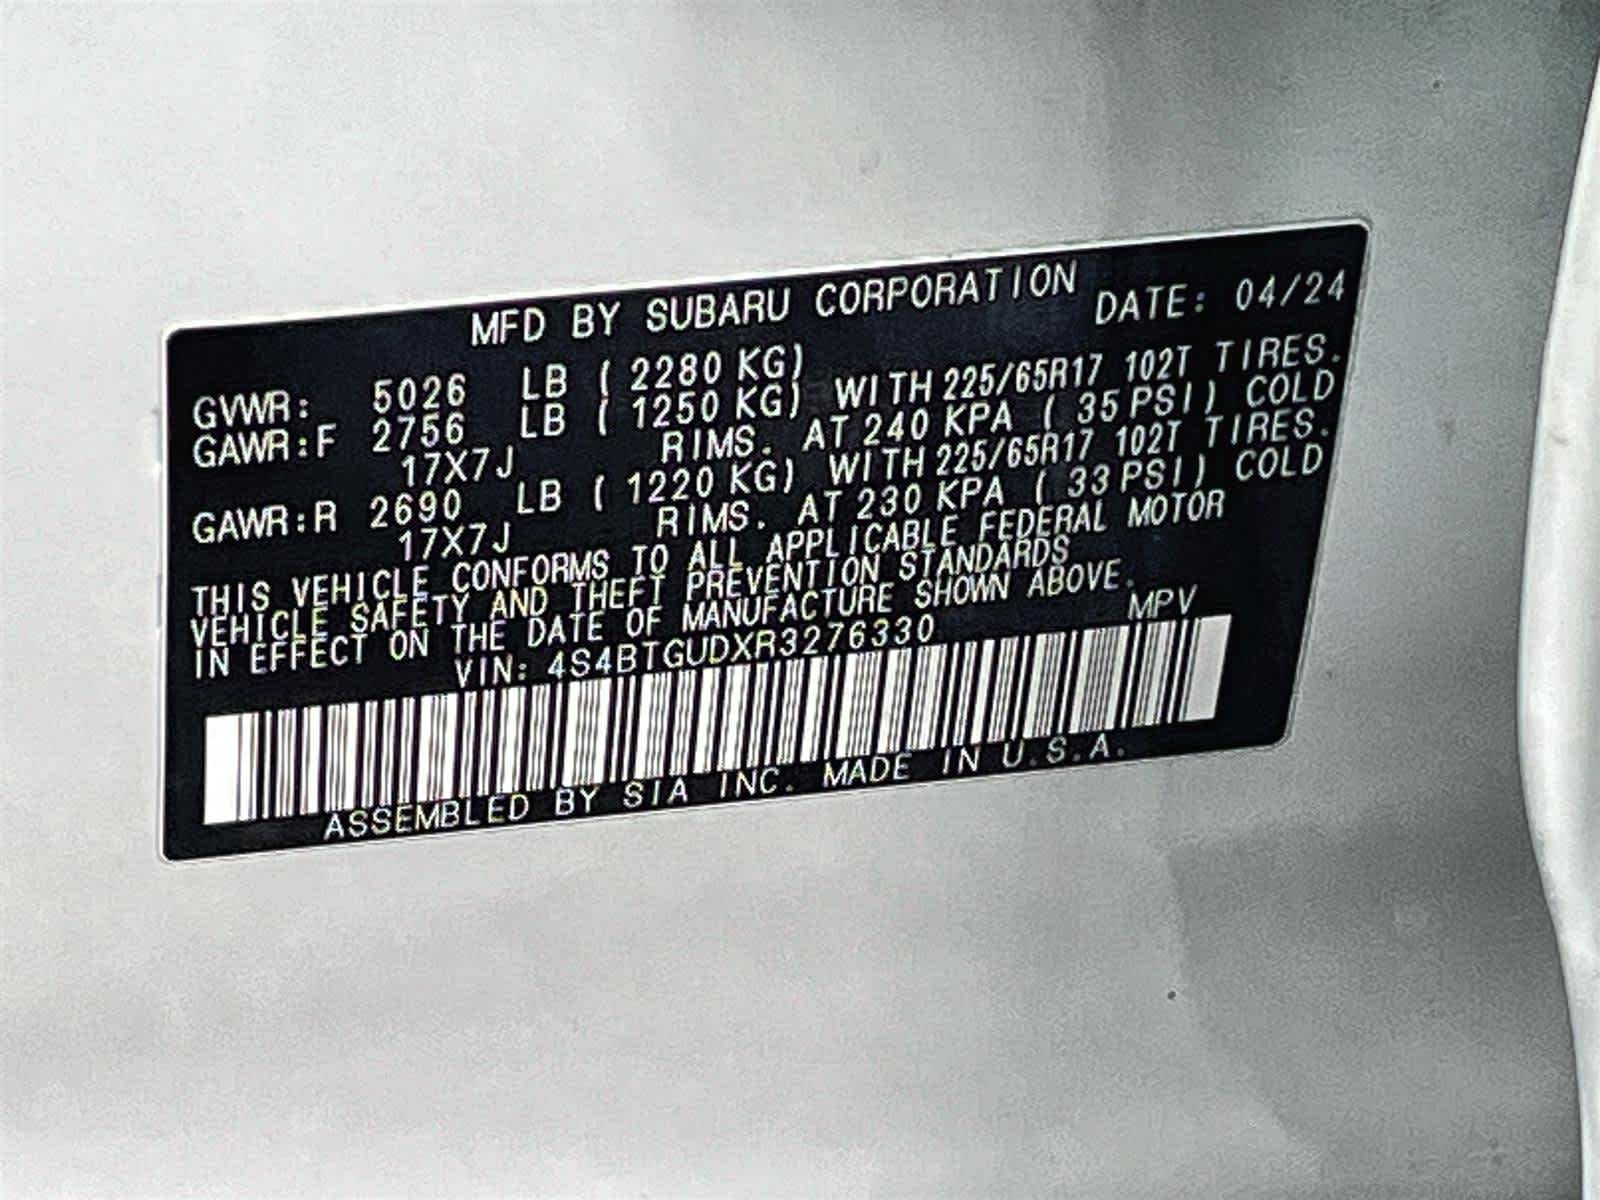 MFD BY SUBARU CORPORATION DATE: 04/24
GVWR: 5026 LB ( 2280 KG)
GAWR:F 2756 LB ( 1250 KG) WITH 225/65R17 102T TIRES.
17X7J RIMS. AT 240 KPA ( 35 PSI) COLD
GAWR:R 2690 LB ( 1220 KG) WITH 225/65R17 102T TIRES.
17X7J RIMS. AT 230 KPA ( 33 PSI) COLD
THIS VEHICLE CONFORMS TO ALL APPLICABLE FEDERAL MOTOR
VEHICLE SAFETY AND THEFT PREVENTION STANDARDS
IN EFFECT ON THE DATE OF MANUFACTURE SHOWN ABOVE.
VIN: 4S4BTGUDXR3276330 MPV
ASSEMBLED BY SIA INC. MADE IN U.S.A.